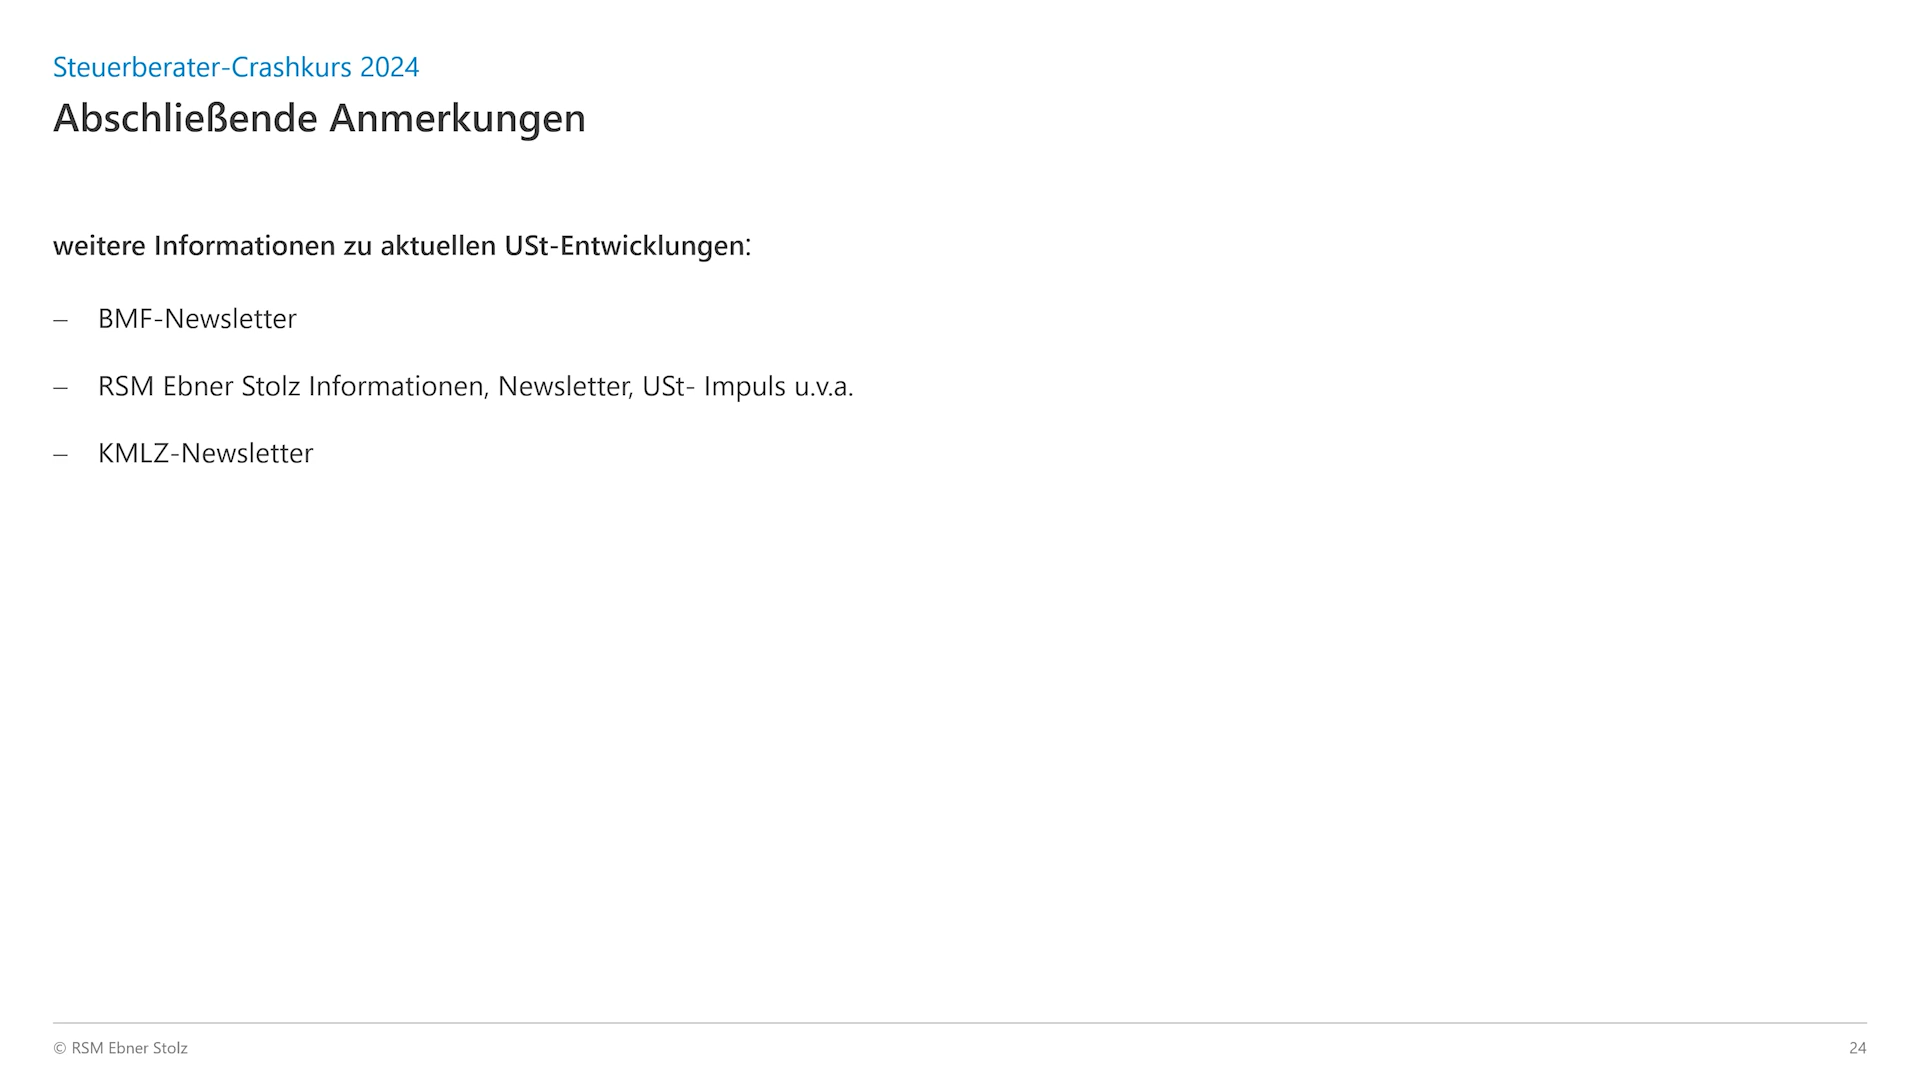 Steuerberater-Crashkurs 2024
Abschließende Anmerkungen
weitere Informationen zu aktuellen USt-Entwicklungen:
– BMF-Newsletter
– RSM Ebner Stolz Informationen, Newsletter, USt- Impuls u.v.a.
– KMLZ-Newsletter
© RSM Ebner Stolz
24